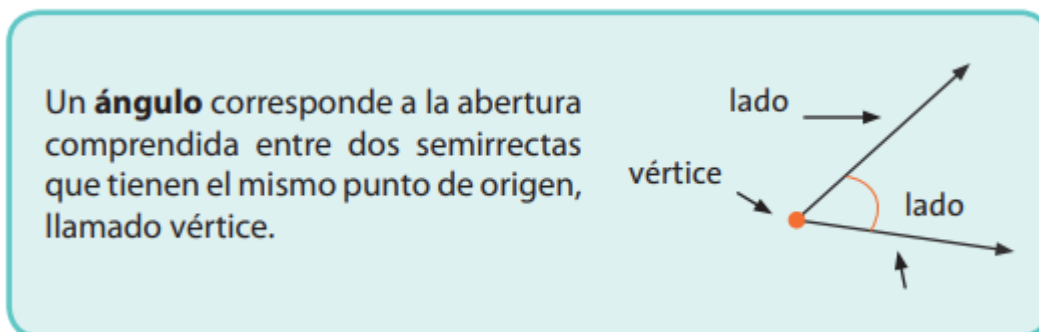 Un ángulo corresponde a la abertura
comprendida entre dos semirrectas
que tienen el mismo punto de origen,
llamado vértice.
lado
vértice
lado